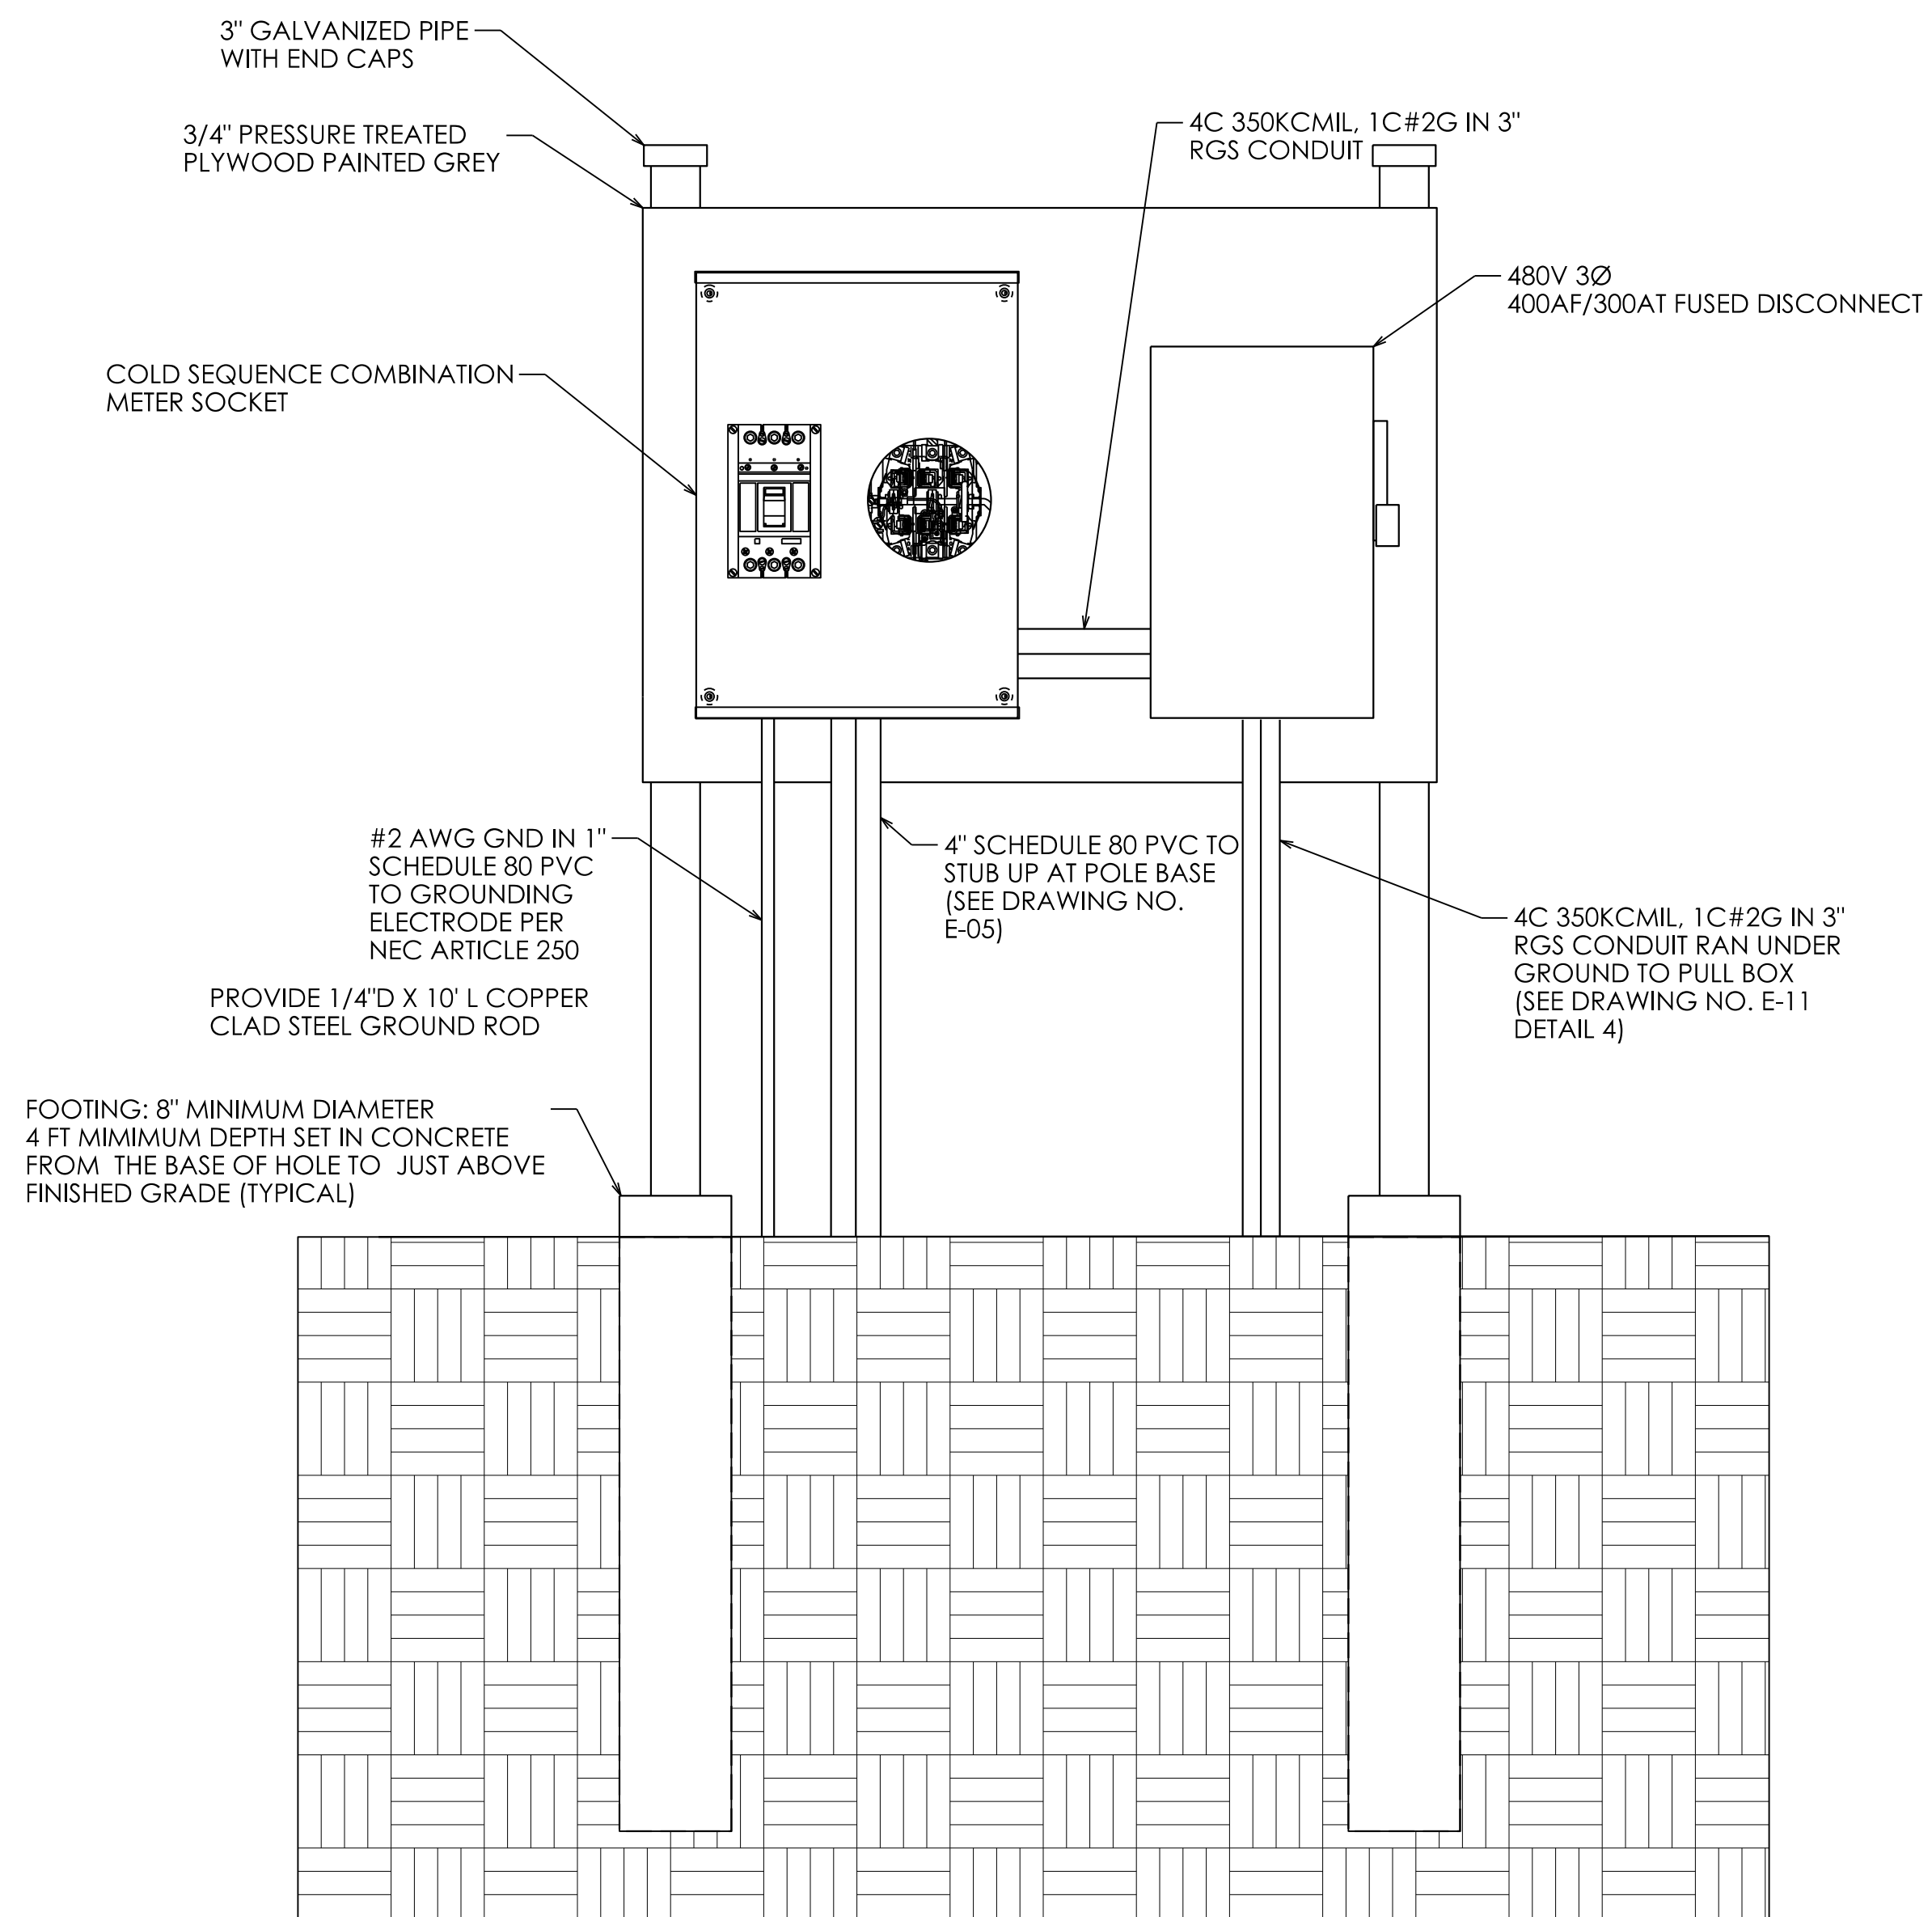 3" GALVANIZED PIPE
WITH END CAPS
3/4" PRESSURE TREATED
PLYWOOD PAINTED GREY
4C 350KCMIL, 1C#2G IN 3"
RGS CONDUIT
480V 3Ø
400AF/300AT FUSED DISCONNECT
COLD SEQUENCE COMBINATION
METER SOCKET
#2 AWG GND IN 1"
SCHEDULE 80 PVC
TO GROUNDING
ELECTRODE PER
NEC ARTICLE 250
PROVIDE 1/4"D X 10' L COPPER
CLAD STEEL GROUND ROD
4" SCHEDULE 80 PVC TO
STUB UP AT POLE BASE
(SEE DRAWING NO.
E-05)
4C 350KCMIL, 1C#2G IN 3"
RGS CONDUIT RAN UNDER
GROUND TO PULL BOX
(SEE DRAWING NO. E-11
DETAIL 4)
FOOTING: 8" MINIMUM DIAMETER
4 FT MIMIMUM DEPTH SET IN CONCRETE
FROM THE BASE OF HOLE TO JUST ABOVE
FINISHED GRADE (TYPICAL)